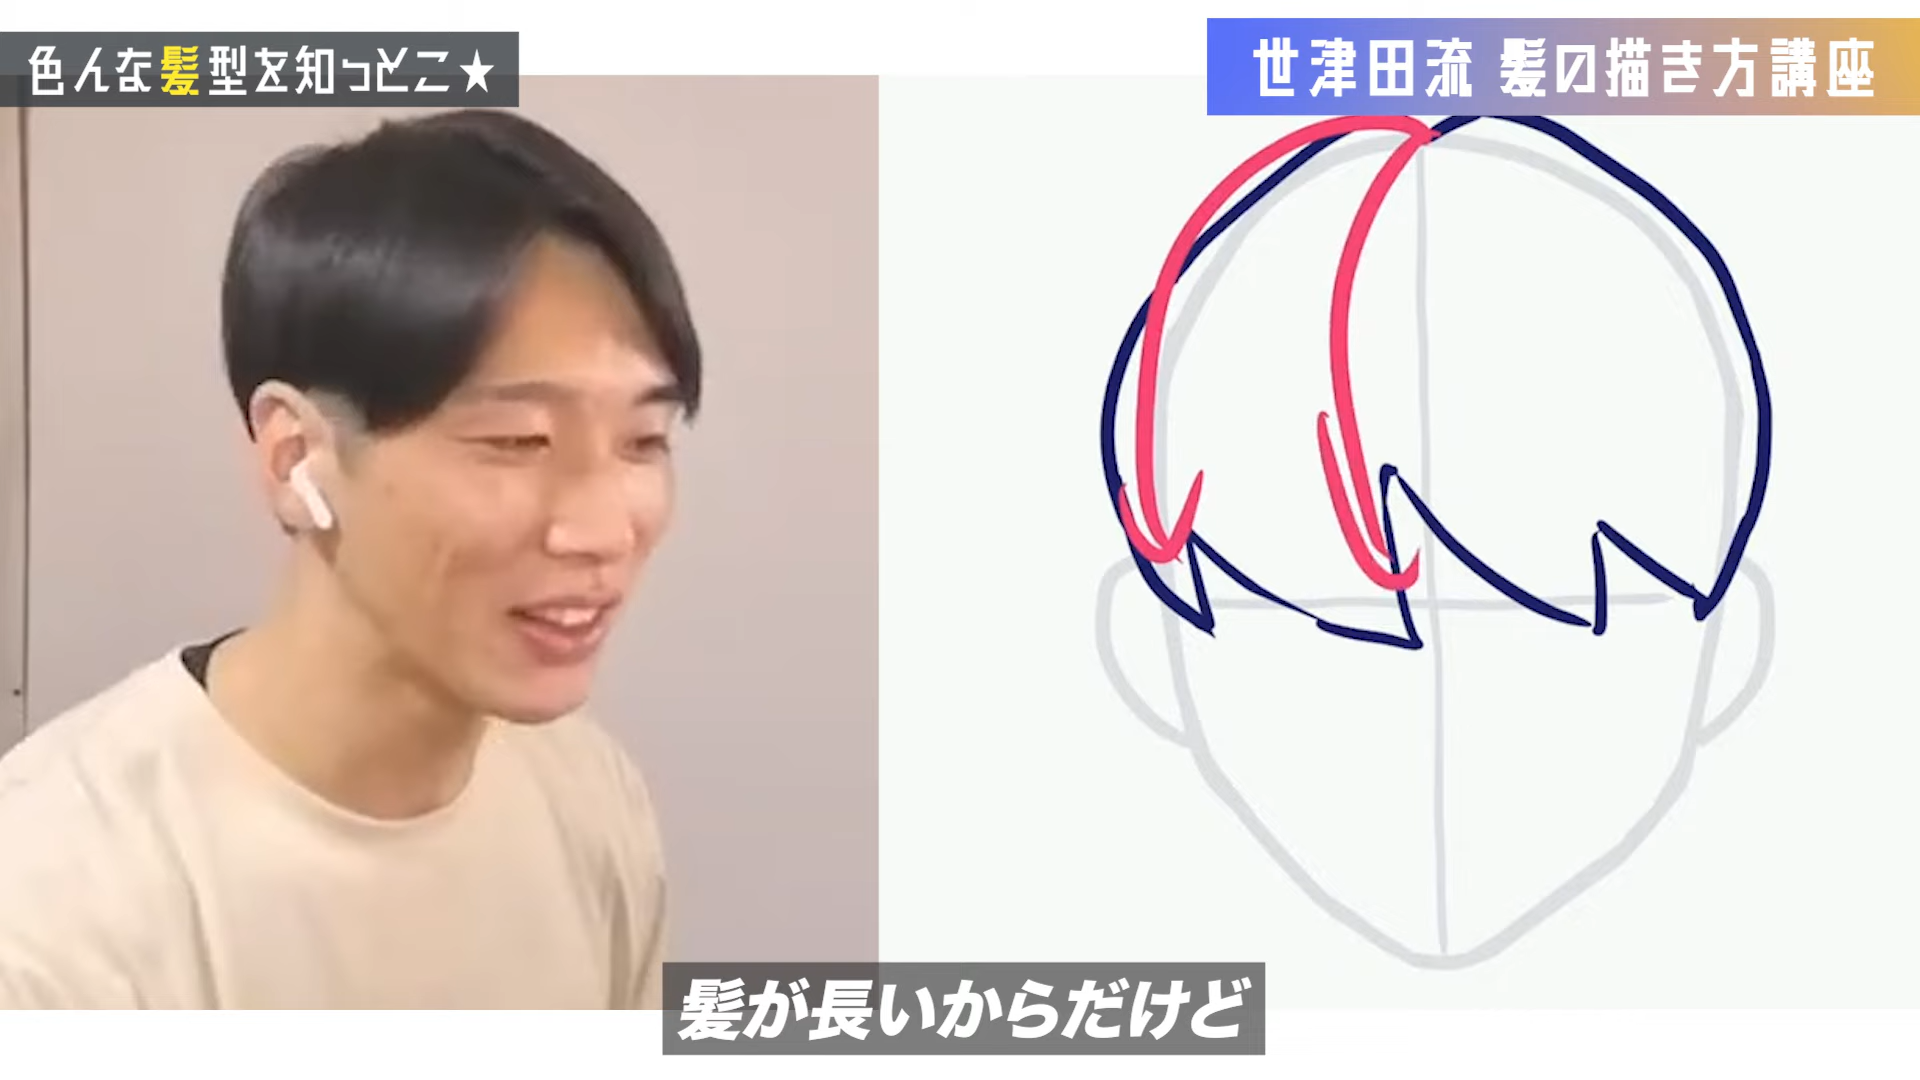 色んな髪型を知っとこ★
世津田流 髪の描き方講座
髪が長いからだけど